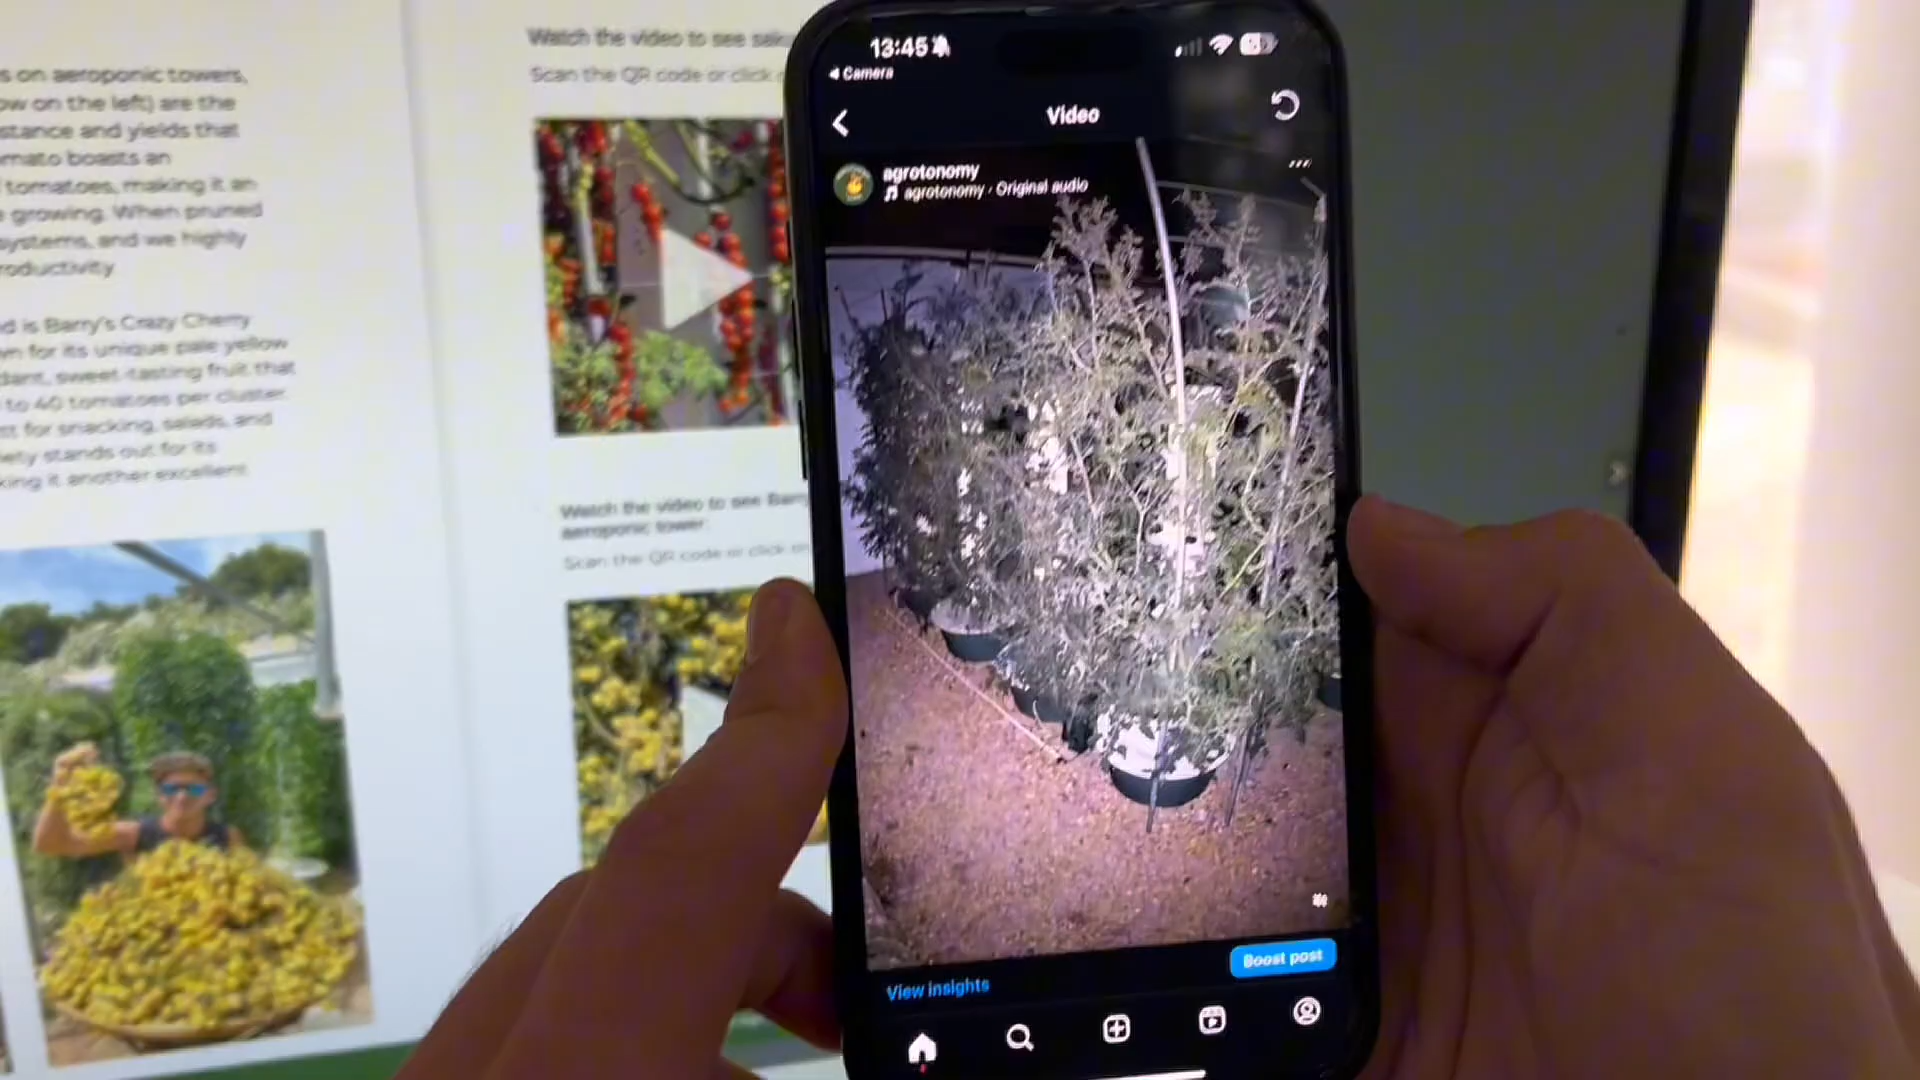 s on aeroponic towers,
ow on the left) are the
stance and yields that
mato boasts an
tomatoes, making it an
e growing. When pruned
systems, and we highly
roductivity
d is Barry's Crazy Cherry
wn for its unique pale yellow
dant, sweet-tasting fruit that
to 40 tomatoes per cluster.
st for snacking, salads, and
iety stands out for its
king it another excellent
Watch the video to see
Scan the QR code or click
Watch the video to see Barry
aeroponic tower:
Scan the QR code or click on
13:45
Camera
Video
agrotonomy
agrotonomy · Original audio
View insights
Boost post